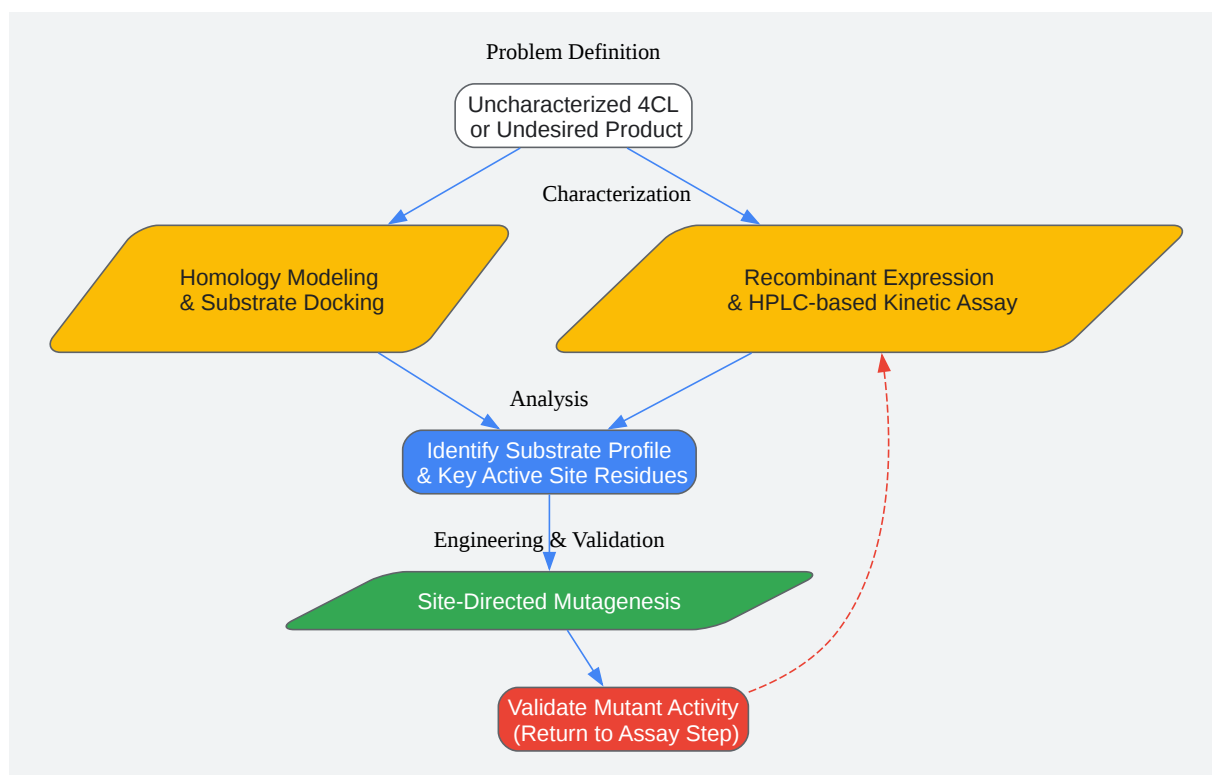 Problem Definition
Uncharacterized 4CL
or Undesired Product
Characterization
Homology Modeling
& Substrate Docking
Recombinant Expression
& HPLC-based Kinetic Assay
Analysis
Identify Substrate Profile
& Key Active Site Residues
Engineering & Validation
Site-Directed Mutagenesis
Validate Mutant Activity
(Return to Assay Step)